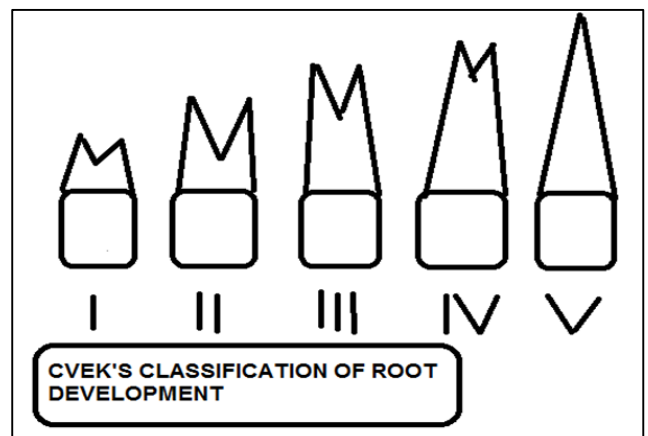 I II III IV V
CVEK'S CLASSIFICATION OF ROOT
DEVELOPMENT